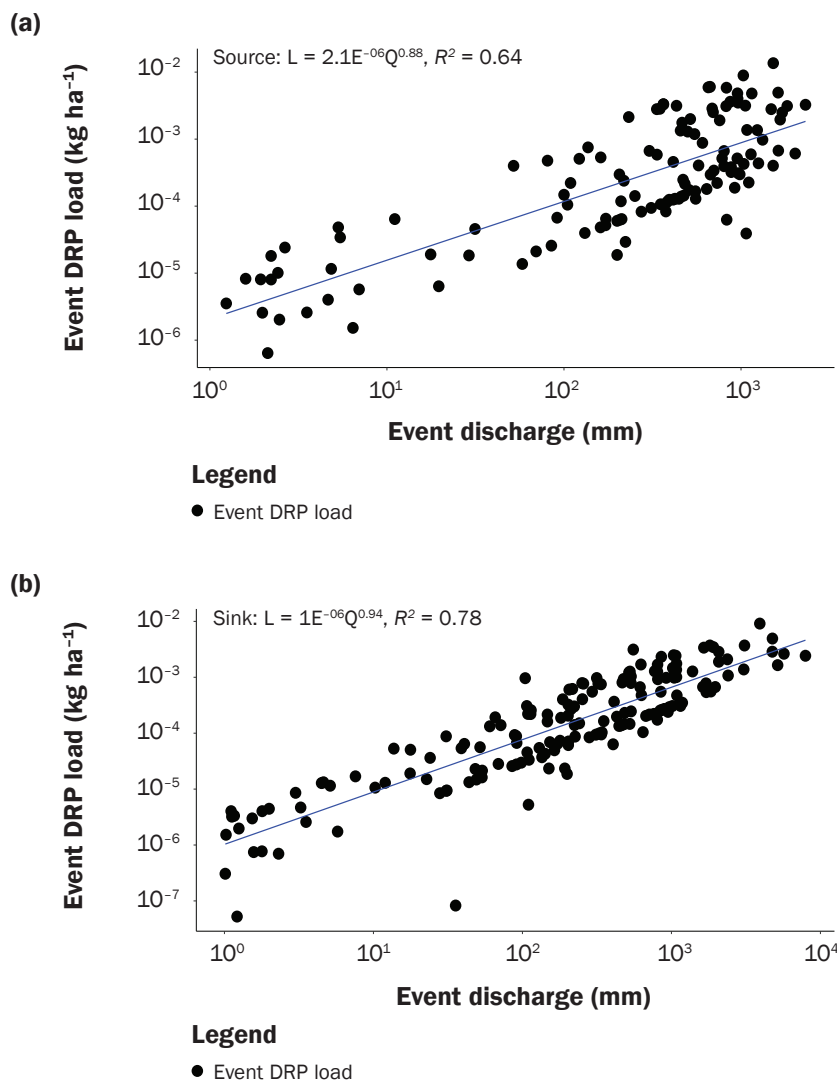 (a)
Source: L = 2.1E⁻⁰⁶Q⁰·⁸⁸, R² = 0.64
Event DRP load (kg ha⁻¹)
10⁻²
10⁻³
10⁻⁴
10⁻⁵
10⁻⁶
10⁰ 10¹ 10² 10³
Event discharge (mm)
Legend
Event DRP load
(b)
Sink: L = 1E⁻⁰⁶Q⁰·⁹⁴, R² = 0.78
Event DRP load (kg ha⁻¹)
10⁻²
10⁻³
10⁻⁴
10⁻⁵
10⁻⁶
10⁻⁷
10⁰ 10¹ 10² 10³ 10⁴
Event discharge (mm)
Legend
Event DRP load